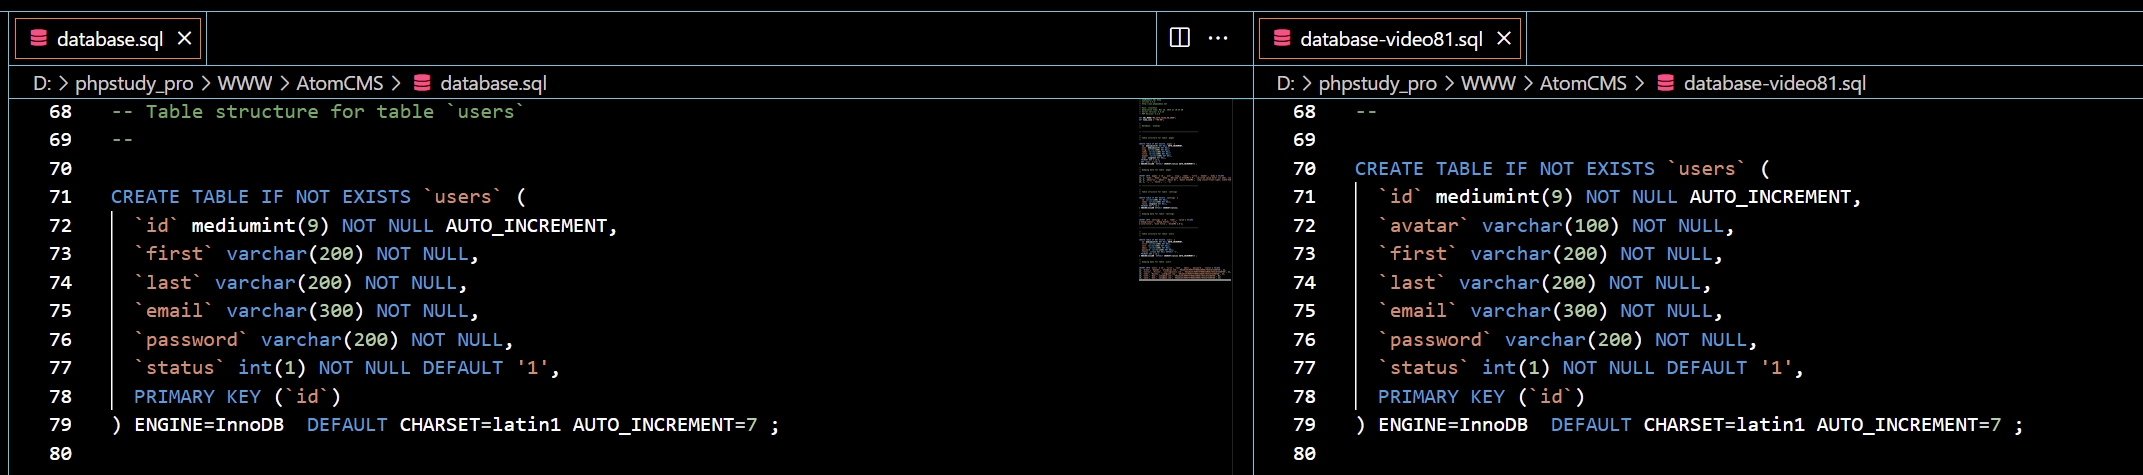 database.sql
D: > phpstudy_pro > WWW > AtomCMS > database.sql
68 -- Table structure for table `users`
69 --
70
71 CREATE TABLE IF NOT EXISTS `users` (
72 `id` mediumint(9) NOT NULL AUTO_INCREMENT,
73 `first` varchar(200) NOT NULL,
74 `last` varchar(200) NOT NULL,
75 `email` varchar(300) NOT NULL,
76 `password` varchar(200) NOT NULL,
77 `status` int(1) NOT NULL DEFAULT '1',
78 PRIMARY KEY (`id`)
79 ) ENGINE=InnoDB  DEFAULT CHARSET=latin1 AUTO_INCREMENT=7 ;
80
database-video81.sql
D: > phpstudy_pro > WWW > AtomCMS > database-video81.sql
68 --
69
70 CREATE TABLE IF NOT EXISTS `users` (
71 `id` mediumint(9) NOT NULL AUTO_INCREMENT,
72 `avatar` varchar(100) NOT NULL,
73 `first` varchar(200) NOT NULL,
74 `last` varchar(200) NOT NULL,
75 `email` varchar(300) NOT NULL,
76 `password` varchar(200) NOT NULL,
77 `status` int(1) NOT NULL DEFAULT '1',
78 PRIMARY KEY (`id`)
79 ) ENGINE=InnoDB  DEFAULT CHARSET=latin1 AUTO_INCREMENT=7 ;
80